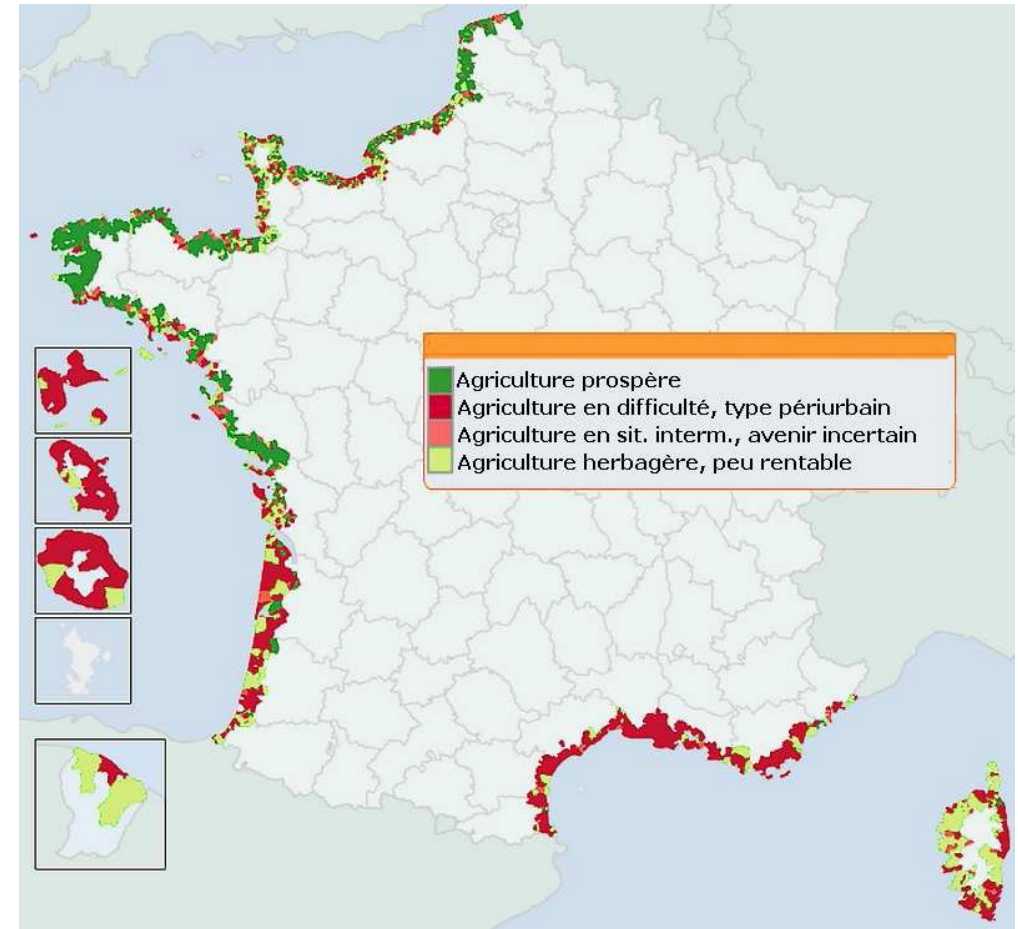 Agriculture prospère
Agriculture en difficulté, type périurbain
Agriculture en sit. interm., avenir incertain
Agriculture herbagère, peu rentable